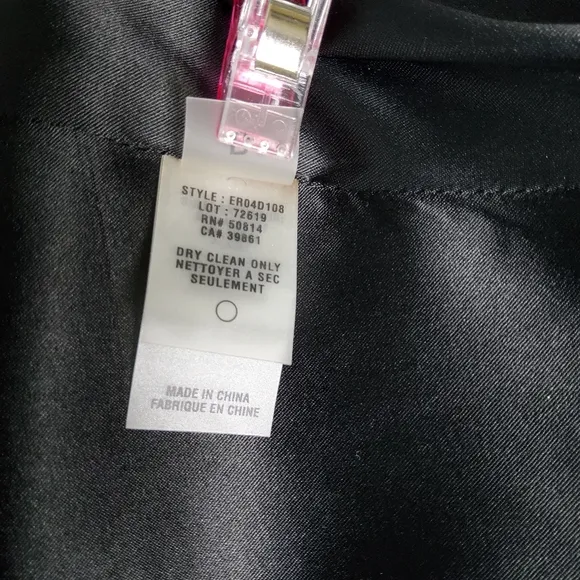 STYLE : ER04D108
LOT : 72619
RN# 50814
CA# 39861
DRY CLEAN ONLY
NETTOYER A SEC
SEULEMENT
MADE IN CHINA
FABRIQUE EN CHINE